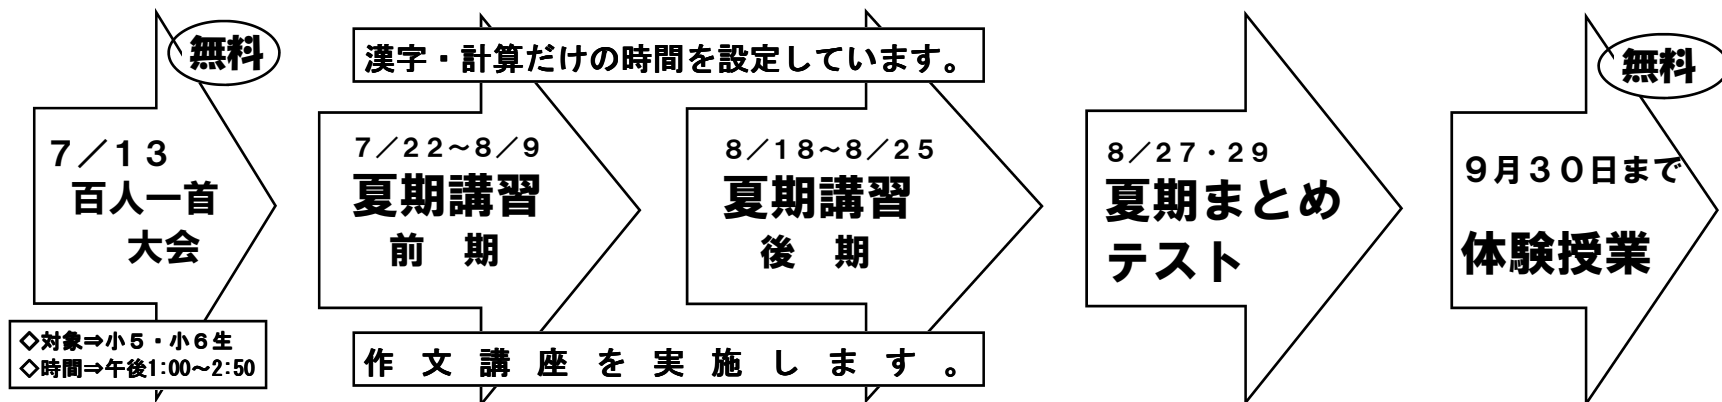 無料
７／１３
百人一首
大会
◇対象⇒小５・小６生
◇時間⇒午後1:00～2:50
漢字・計算だけの時間を設定しています。
７／２２～８／９
夏期講習
前　期
８／１８～８／２５
夏期講習
後　期
作文講座を実施します。
８／２７・２９
夏期まとめ
テスト
無料
９月３０日まで
体験授業